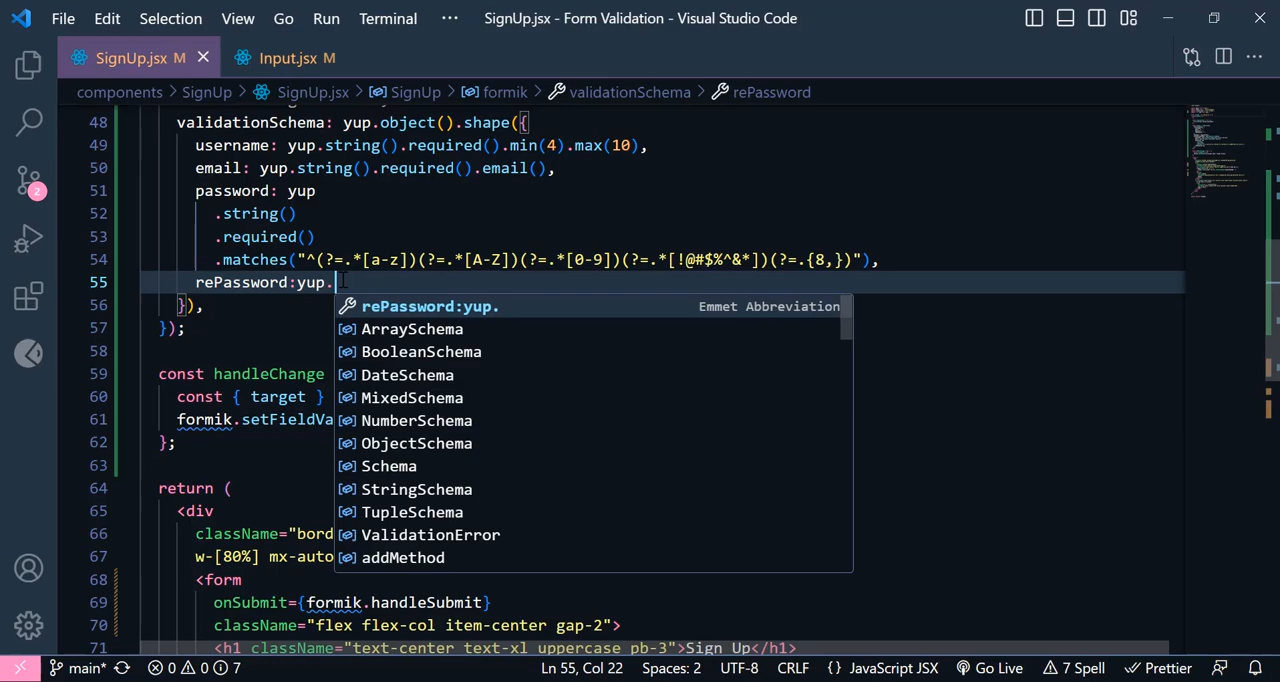 File Edit Selection View Go Run Terminal ··· SignUp.jsx - Form Validation - Visual Studio Code
SignUp.jsx M Input.jsx M
components > SignUp > SignUp.jsx > SignUp > formik > validationSchema > rePassword
48 validationSchema: yup.object().shape({
49 username: yup.string().required().min(4).max(10),
50 email: yup.string().required().email(),
51 password: yup
52 .string()
53 .required()
54 .matches("^(?=.*[a-z])(?=.*[A-Z])(?=.*[0-9])(?=.*[!@#$%^&*])(?=.{8,})"),
55 rePassword:yup.
56 }),
57 });
58
59 const handleChange
60 const { target }
61 formik.setFieldVa
62 };
63
64 return (
65 <div
66 className="bord
67 w-[80%] mx-auto
68 <form
69 onSubmit={formik.handleSubmit}
70 className="flex flex-col item-center gap-2">
71 <h1 className="text-center text-xl uppercase pb-3">Sign Up</h1>
rePassword:yup. Emmet Abbreviation
ArraySchema
BooleanSchema
DateSchema
MixedSchema
NumberSchema
ObjectSchema
Schema
StringSchema
TupleSchema
ValidationError
addMethod
2
main* 0 0 7 Ln 55, Col 22 Spaces: 2 UTF-8 CRLF {} JavaScript JSX Go Live 7 Spell Prettier